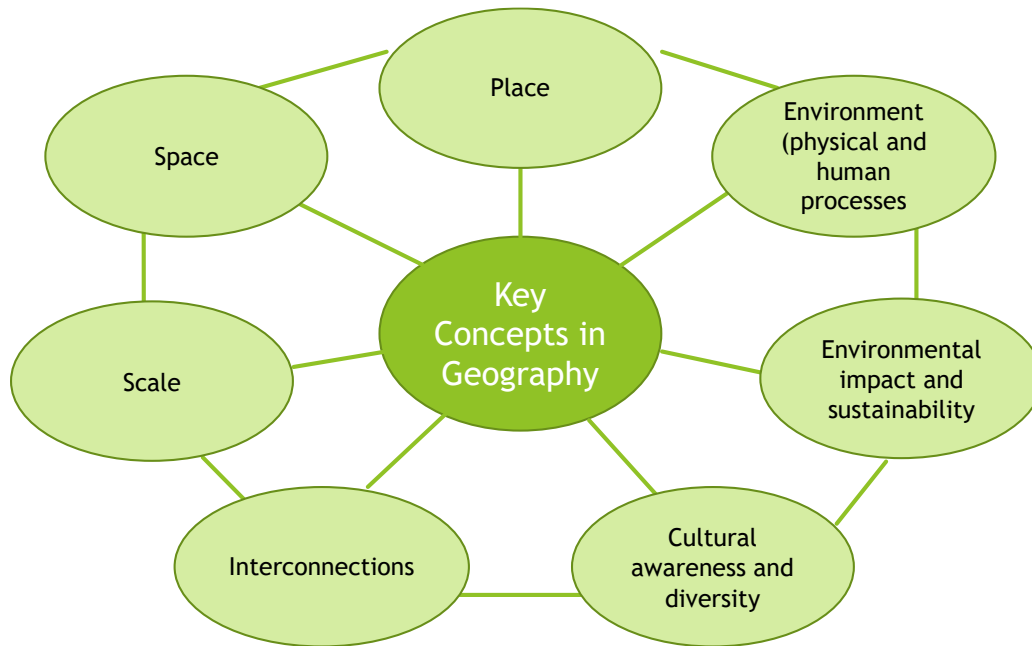 Place
Environment
(physical and
human
processes
Space
Key
Concepts in
Geography
Environmental
impact and
sustainability
Scale
Cultural
awareness and
diversity
Interconnections